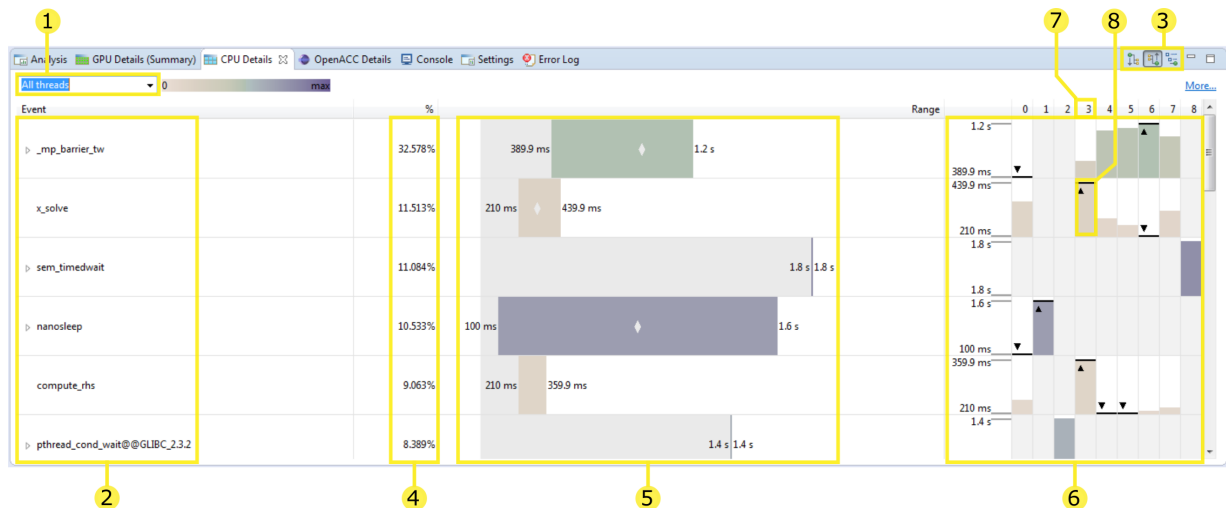 1 7 8 3
Analysis GPU Details (Summary) CPU Details OpenACC Details Console Settings Error Log
All threads 0 max More...
Event % Range 0 1 2 3 4 5 6 7 8
_mp_barrier_tw 32.578% 389.9 ms 1.2 s 1.2 s 389.9 ms
x_solve 11.513% 210 ms 439.9 ms 439.9 ms 210 ms
sem_timedwait 11.084% 1.8 s 1.8 s 1.8 s 1.8 s
nanosleep 10.533% 100 ms 1.6 s 1.6 s 100 ms
compute_rhs 9.063% 210 ms 359.9 ms 359.9 ms 210 ms
pthread_cond_wait@@GLIBC_2.3.2 8.389% 1.4 s 1.4 s 1.4 s
2 4 5 6